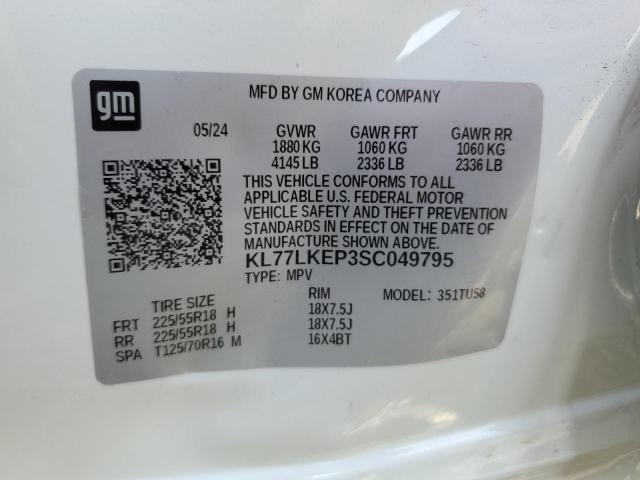 gm
MFD BY GM KOREA COMPANY
05/24 GVWR GAWR FRT GAWR RR
1880 KG 1060 KG 1060 KG
4145 LB 2336 LB 2336 LB
THIS VEHICLE CONFORMS TO ALL
APPLICABLE U.S. FEDERAL MOTOR
VEHICLE SAFETY AND THEFT PREVENTION
STANDARDS IN EFFECT ON THE DATE OF
MANUFACTURE SHOWN ABOVE.
KL77LKEP3SC049795
TYPE: MPV MODEL: 351TU58
TIRE SIZE RIM
FRT 225/55R18 H 18X7.5J
RR 225/55R18 H 18X7.5J
SPA T125/70R16 M 16X4BT